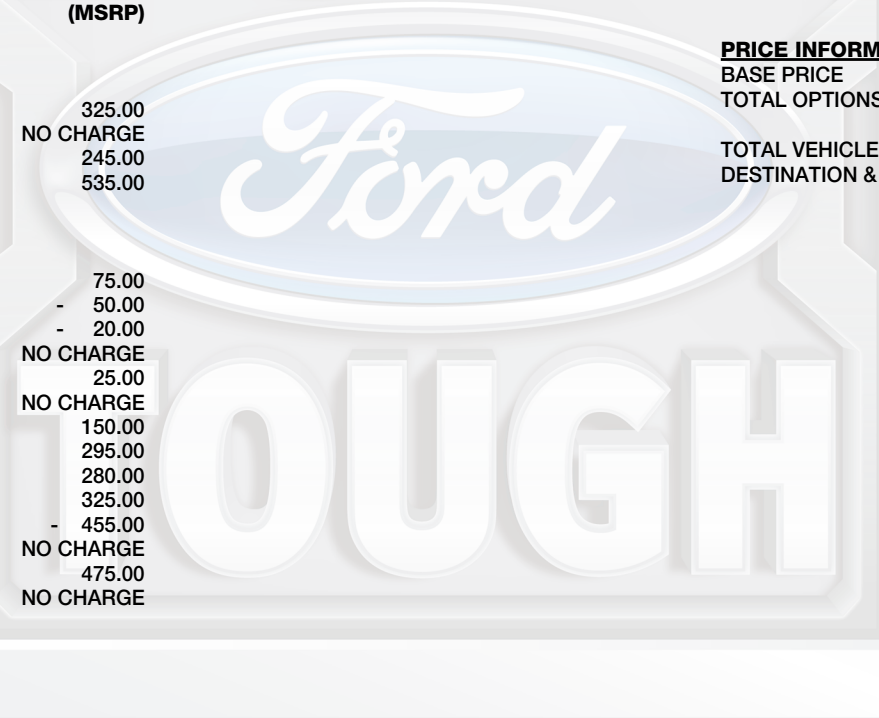 (MSRP)
325.00
NO CHARGE
245.00
535.00
75.00
- 50.00
- 20.00
NO CHARGE
25.00
NO CHARGE
150.00
295.00
280.00
325.00
- 455.00
NO CHARGE
475.00
NO CHARGE
PRICE INFORM
BASE PRICE
TOTAL OPTIONS
TOTAL VEHICLE
DESTINATION &
Ford
TOUGH